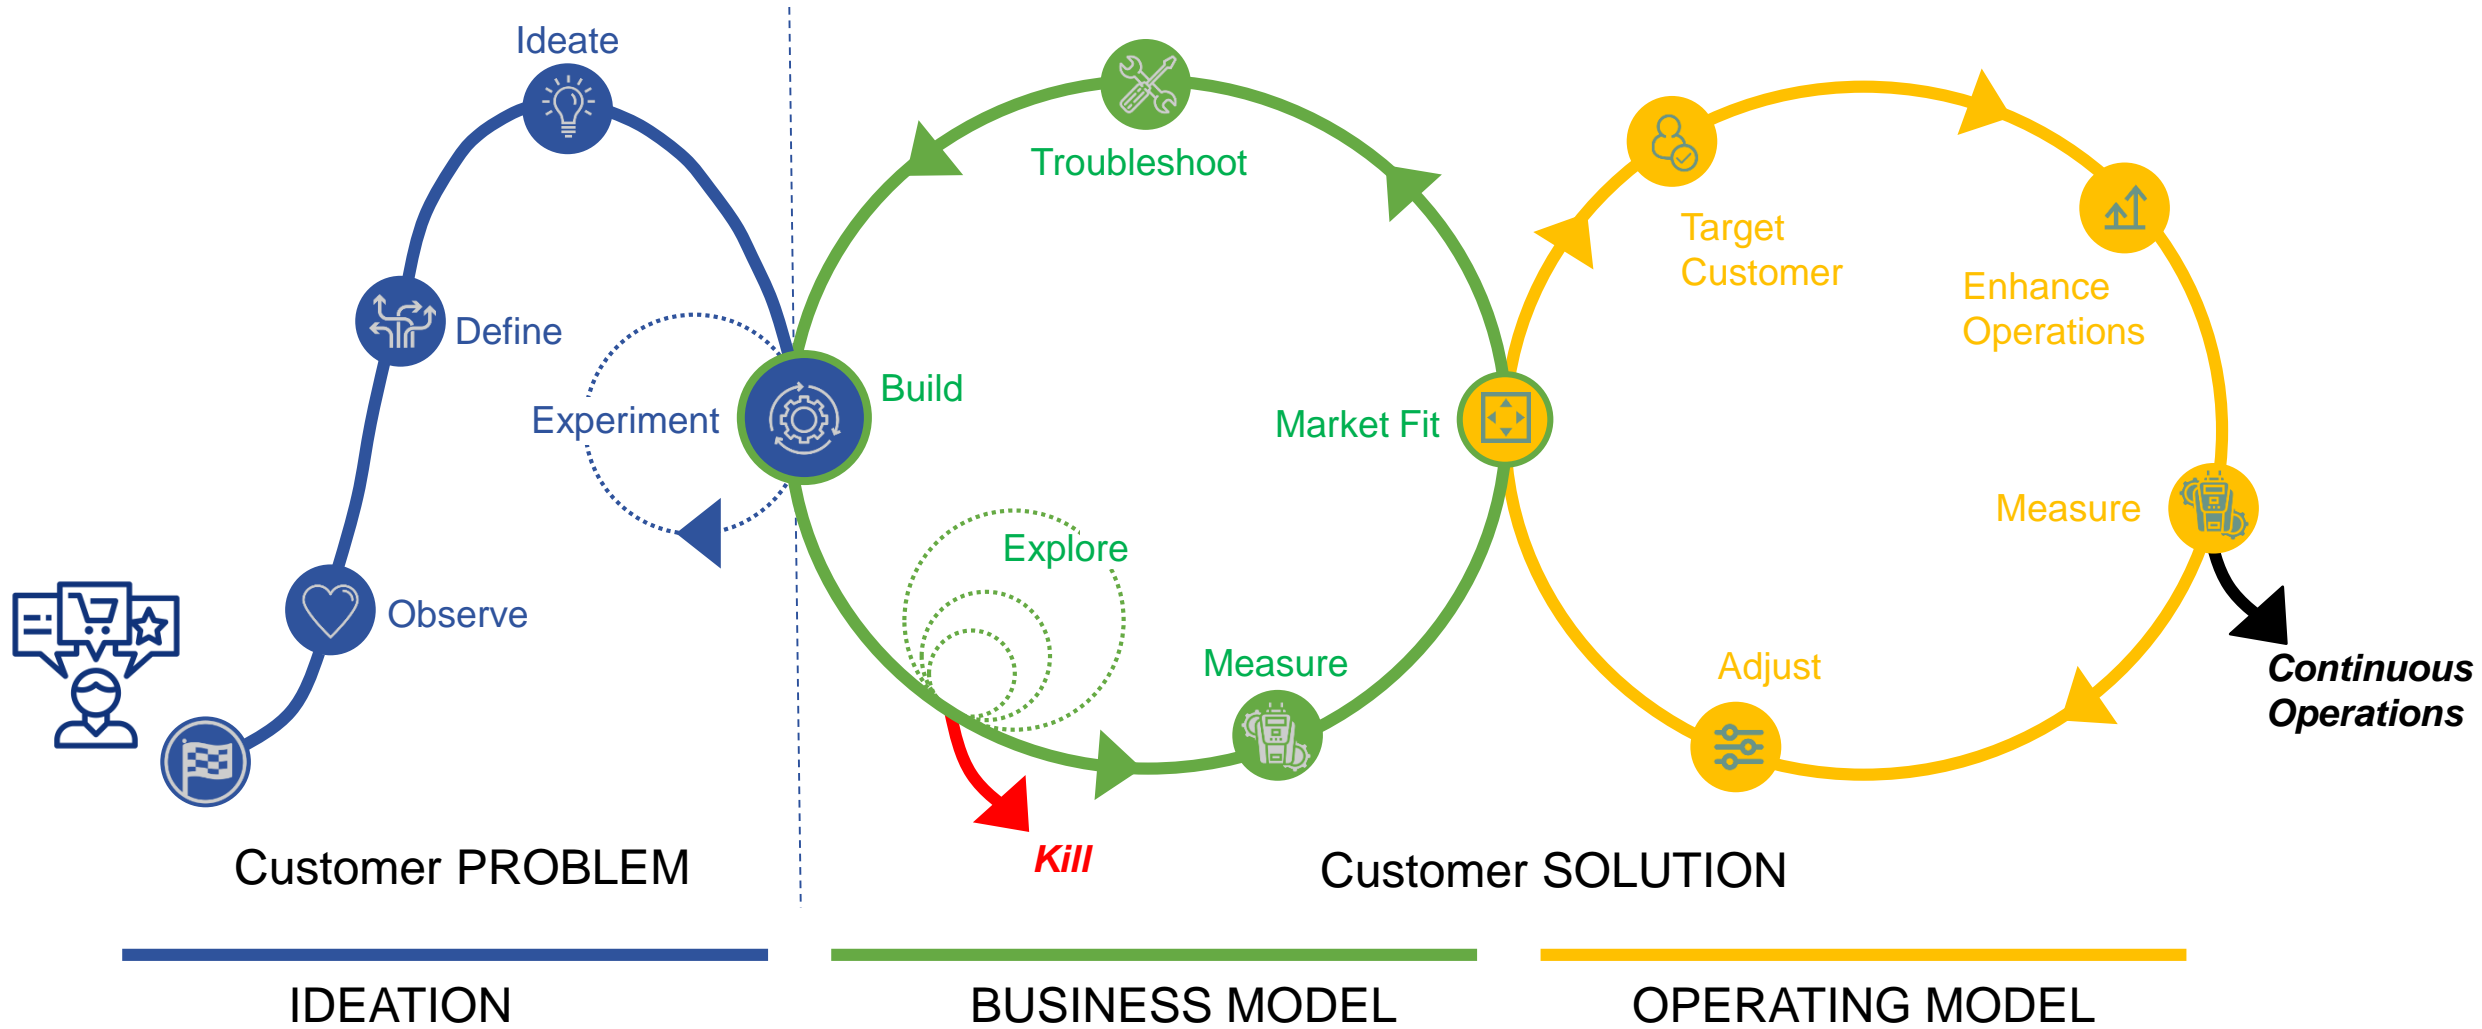 Ideate
Define
Experiment
Observe
Troubleshoot
Build
Market Fit
Explore
Measure
Kill
Target
Customer
Enhance
Operations
Measure
Adjust
Continuous
Operations
Customer PROBLEM
Customer SOLUTION
IDEATION
BUSINESS MODEL
OPERATING MODEL